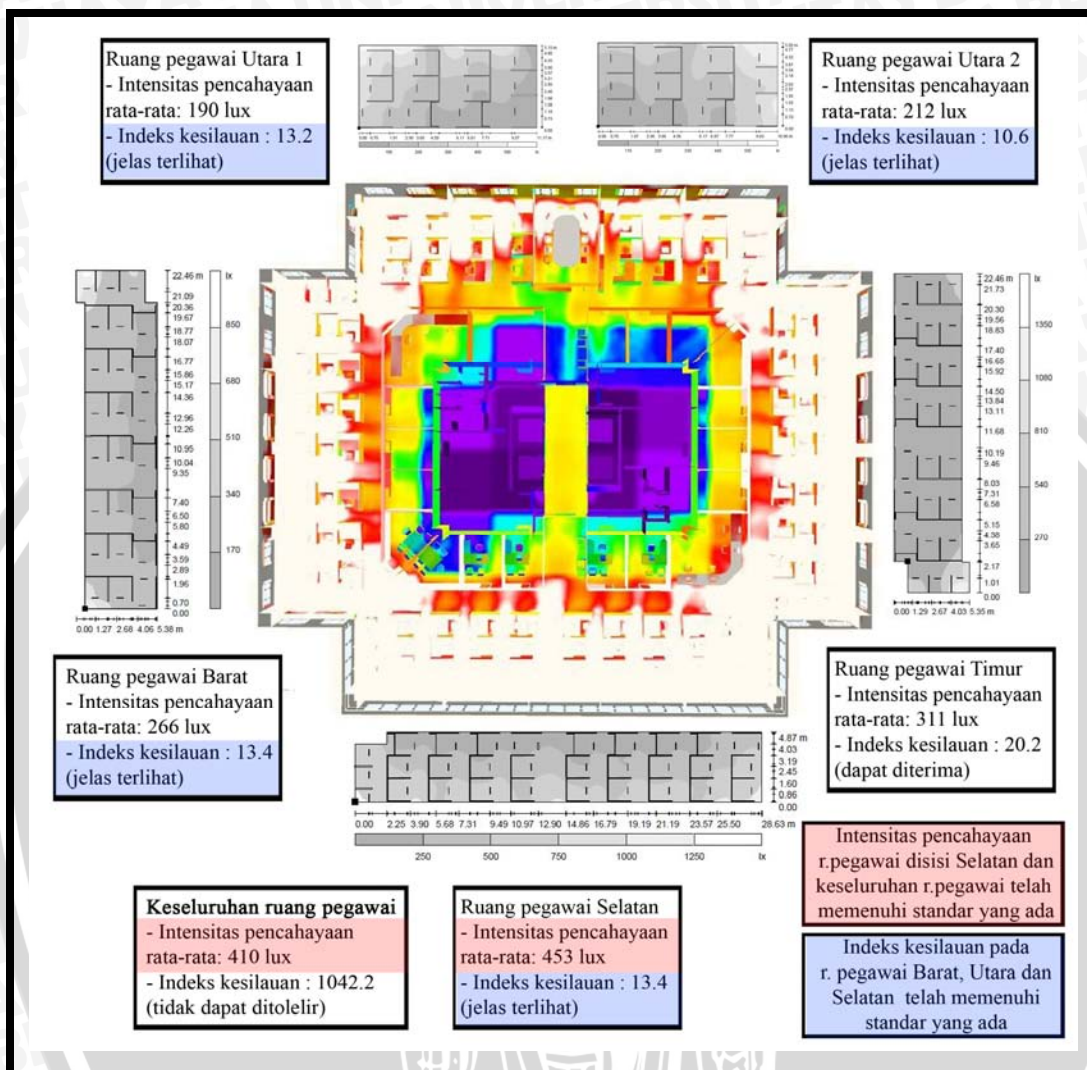 Ruang pegawai Utara 1
- Intensitas pencahayaan
rata-rata: 190 lux
- Indeks kesilauan : 13.2
(jelas terlihat)
Ruang pegawai Utara 2
- Intensitas pencahayaan
rata-rata: 212 lux
- Indeks kesilauan : 10.6
(jelas terlihat)
22.46 m
21.09
20.36
19.67
18.77
18.07
16.77
15.86
15.17
14.36
12.96
12.26
10.95
10.04
9.35
7.40
6.50
5.80
4.49
3.59
2.89
1.96
0.70
0.00
0.00 1.27 2.68 4.06 5.38 m
lx
850
680
510
340
170
22.46 m
21.73
20.30
19.56
18.83
17.40
16.65
15.92
14.50
13.84
13.11
11.68
10.19
9.46
8.03
7.31
6.58
5.15
4.38
3.65
2.17
1.01
0.00
0.00 1.29 2.67 4.03 5.35 m
lx
1350
1080
810
540
270
Ruang pegawai Barat
- Intensitas pencahayaan
rata-rata: 266 lux
- Indeks kesilauan : 13.4
(jelas terlihat)
Ruang pegawai Timur
- Intensitas pencahayaan
rata-rata: 311 lux
- Indeks kesilauan : 20.2
(dapat diterima)
4.87 m
4.03
3.19
2.45
1.60
0.86
0.00
0.00 2.25 3.90 5.68 7.31 9.49 10.97 12.90 14.86 16.79 19.19 21.19 23.57 25.50 28.63 m
250 500 750 1000 1250 lx
Keseluruhan ruang pegawai
- Intensitas pencahayaan
rata-rata: 410 lux
- Indeks kesilauan : 1042.2
(tidak dapat ditolelir)
Ruang pegawai Selatan
- Intensitas pencahayaan
rata-rata: 453 lux
- Indeks kesilauan : 13.4
(jelas terlihat)
Intensitas pencahayaan
r.pegawai disisi Selatan dan
keseluruhan r.pegawai telah
memenuhi standar yang ada
Indeks kesilauan pada
r. pegawai Barat, Utara dan
Selatan telah memenuhi
standar yang ada